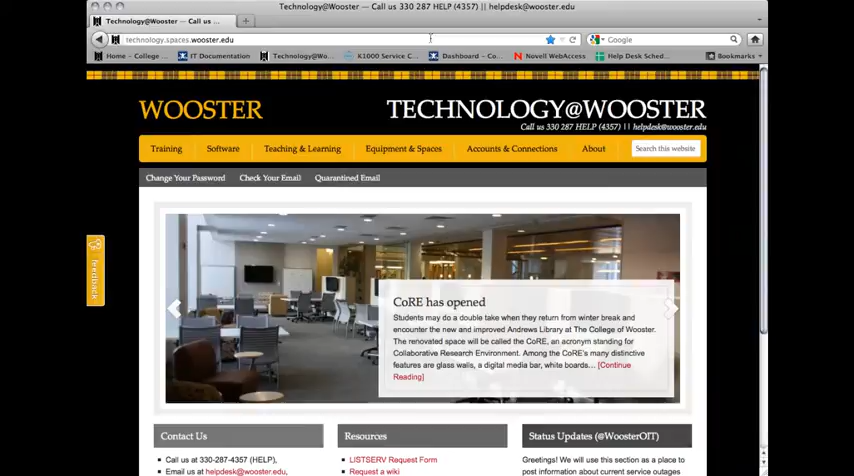 Technology@Wooster — Call us 330 287 HELP (4357) || helpdesk@wooster.edu
Technology@Wooster — Call us ...
technology.spaces.wooster.edu
Google
Home – College ... IT Documentation Technology@Wo... K1000 Service C... Dashboard – Co... Novell WebAccess Help Desk Sched... Bookmarks
WOOSTER TECHNOLOGY@WOOSTER
Call us 330 287 HELP (4357) || helpdesk@wooster.edu
Training Software Teaching & Learning Equipment & Spaces Accounts & Connections About Search this website
Change Your Password Check Your Email Quarantined Email
feedback
CoRE has opened
Students may do a double take when they return from winter break and
encounter the new and improved Andrews Library at The College of Wooster.
The renovated space will be called the CoRE, an acronym standing for
Collaborative Research Environment. Among the CoRE's many distinctive
features are glass walls, a digital media bar, white boards... [Continue
Reading]
Contact Us Resources Status Updates (@WoosterOIT)
Call us at 330-287-4357 (HELP), LISTSERV Request Form Greetings! We will use this section as a place to
Email us at helpdesk@wooster.edu, Request a wiki post information about current service outages